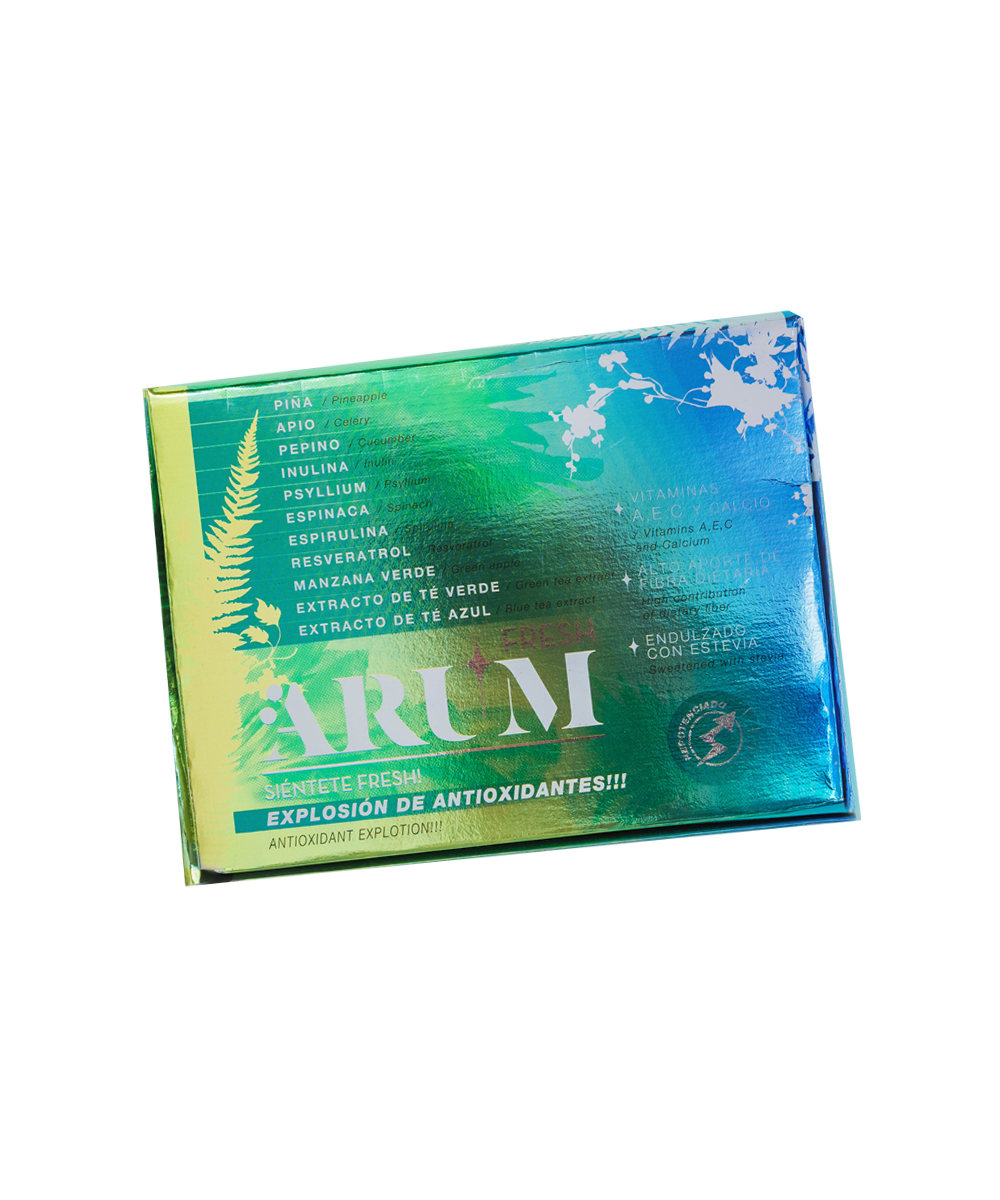 PIÑA / Pineapple
APIO / Celery
PEPINO / Cucumber
INULINA / Inulin
PSYLLIUM / Psyllium
ESPINACA / Spinach
ESPIRULINA / Spirulina
RESVERATROL / Resveratrol
MANZANA VERDE / Green apple
EXTRACTO DE TÉ VERDE / Green tea extract
EXTRACTO DE TÉ AZUL / Blue tea extract
VITAMINAS
A,E,C Y CALCIO
/ Vitamins A,E,C
and Calcium
ALTO APORTE DE
FIBRA DIETARIA
High contribution
of dietary fiber
ENDULZADO
CON ESTEVIA
Sweetened with stevia
FRESH
ÄRUM
SIÉNTETE FRESH!
EXPLOSIÓN DE ANTIOXIDANTES!!!
ANTIOXIDANT EXPLOTION!!!
REPOTENCIADO